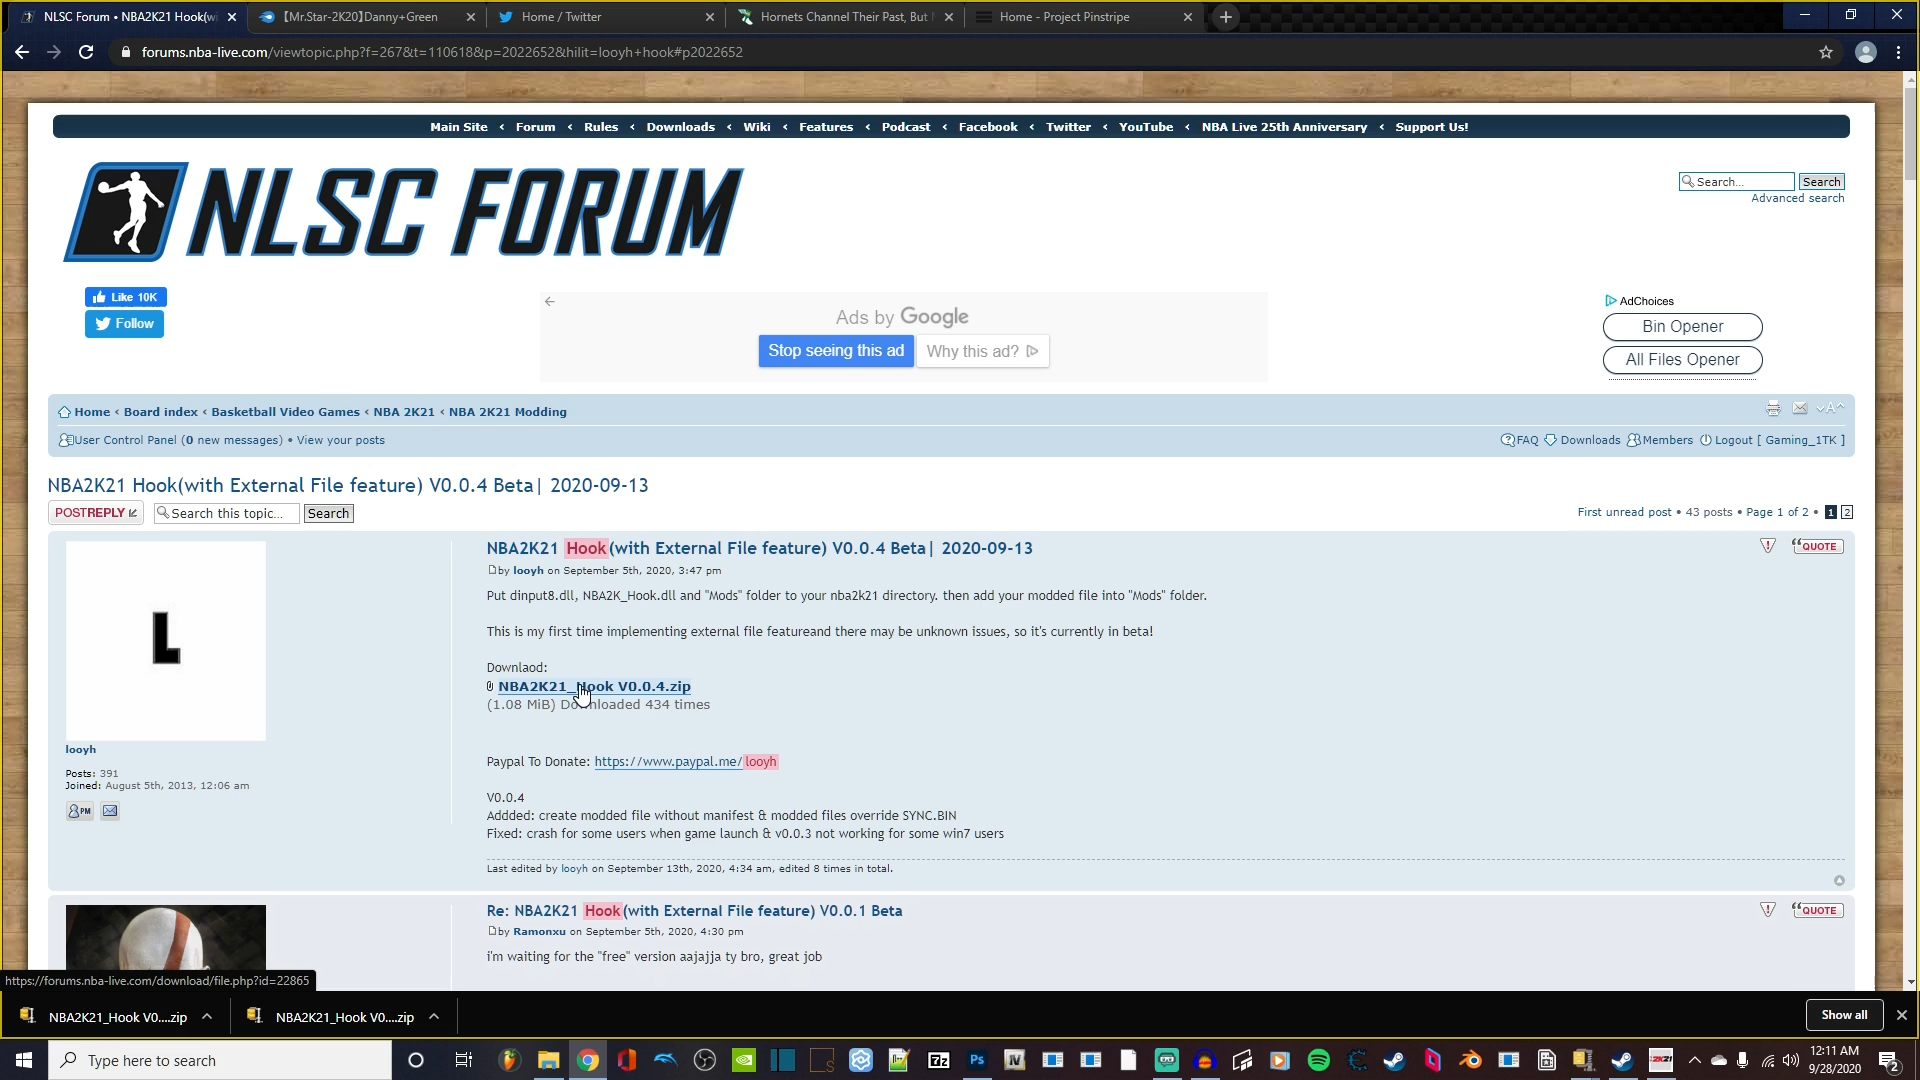 NLSC Forum • NBA2K21 Hook(wi
【Mr.Star-2K20】Danny+Green
Home / Twitter
Hornets Channel Their Past, But
Home - Project Pinstripe
forums.nba-live.com/viewtopic.php?f=267&t=110618&p=2022652&hilit=looyh+hook#p2022652
Main Site ‹ Forum ‹ Rules ‹ Downloads ‹ Wiki ‹ Features ‹ Podcast ‹ Facebook ‹ Twitter ‹ YouTube ‹ NBA Live 25th Anniversary ‹ Support Us!
NLSC FORUM
Search...
Search
Advanced search
Like 10K
Follow
Ads by Google
Stop seeing this ad
Why this ad?
AdChoices
Bin Opener
All Files Opener
Home ‹ Board index ‹ Basketball Video Games ‹ NBA 2K21 ‹ NBA 2K21 Modding
User Control Panel (0 new messages) • View your posts
FAQ Downloads Members Logout [ Gaming_1TK ]
NBA2K21 Hook(with External File feature) V0.0.4 Beta| 2020-09-13
POSTREPLY
Search this topic...
Search
First unread post • 43 posts • Page 1 of 2 • 1 2
NBA2K21 Hook(with External File feature) V0.0.4 Beta| 2020-09-13
QUOTE
by looyh on September 5th, 2020, 3:47 pm
Put dinput8.dll, NBA2K_Hook.dll and "Mods" folder to your nba2k21 directory. then add your modded file into "Mods" folder.
This is my first time implementing external file featureand there may be unknown issues, so it's currently in beta!
Downlaod:
NBA2K21_Hook V0.0.4.zip
(1.08 MiB) Downloaded 434 times
L
looyh
Posts: 391
Joined: August 5th, 2013, 12:06 am
PM
Paypal To Donate: https://www.paypal.me/looyh
V0.0.4
Addded: create modded file without manifest & modded files override SYNC.BIN
Fixed: crash for some users when game launch & v0.0.3 not working for some win7 users
Last edited by looyh on September 13th, 2020, 4:34 am, edited 8 times in total.
Re: NBA2K21 Hook(with External File feature) V0.0.1 Beta
QUOTE
by Ramonxu on September 5th, 2020, 4:30 pm
i'm waiting for the "free" version aajajja ty bro, great job
https://forums.nba-live.com/download/file.php?id=22865
NBA2K21_Hook V0....zip
NBA2K21_Hook V0....zip
Show all
Type here to search
Ps
12:11 AM
9/28/2020
2